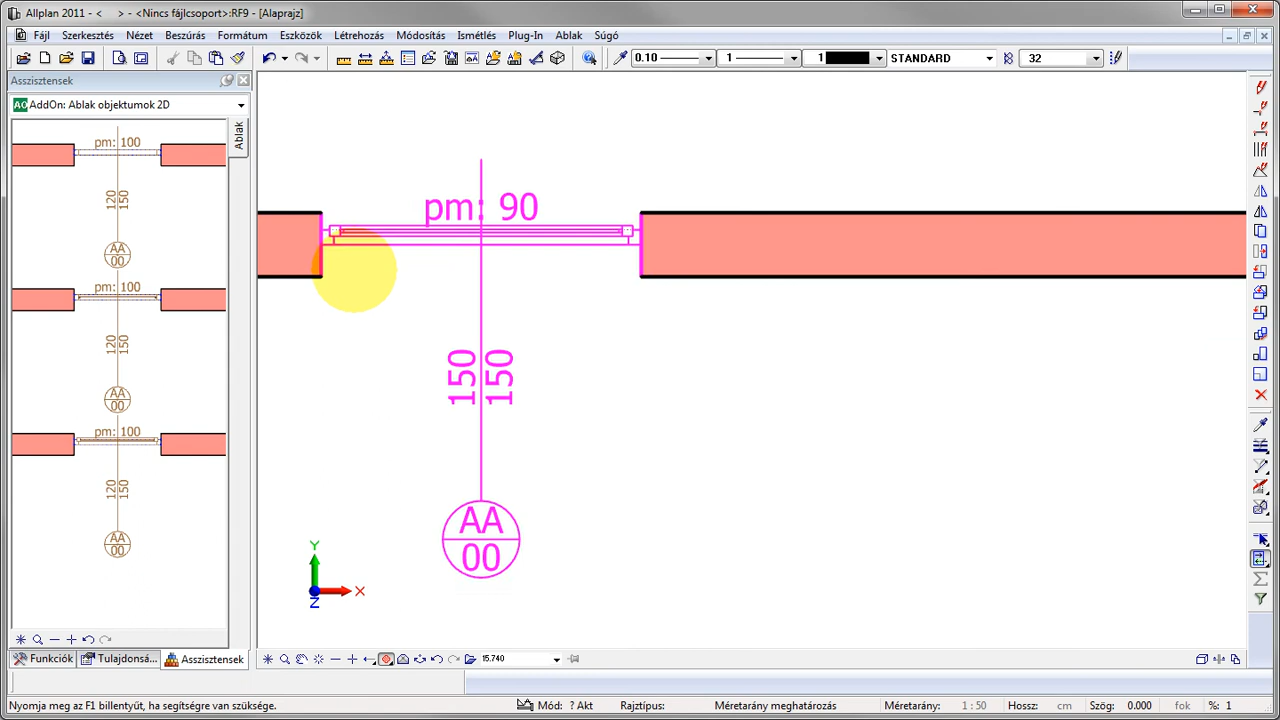 Allplan 2011 - < > - <Nincs fájlcsoport>:RF9 - [Alaprajz]
Fájl Szerkesztés Nézet Beszúrás Formátum Eszközök Létrehozás Módosítás Ismétlés Plug-In Ablak Súgó
0.10 1 1 STANDARD 32
Asszisztensek
AO AddOn: Ablak objektumok 2D
Ablak
pm: 100
120
150
AA
00
pm: 100
120
150
AA
00
pm: 100
120
150
AA
00
pm: 90
150
150
AA
00
Y
X
Z
15.740
Funkciók Tulajdonsá... Asszisztensek
Nyomja meg az F1 billentyűt, ha segítségre van szüksége. Mód: ? Akt Rajztípus: Méretarány meghatározás Méretarány: 1 : 50 Hossz: cm Szög: 0.000 fok %: 1